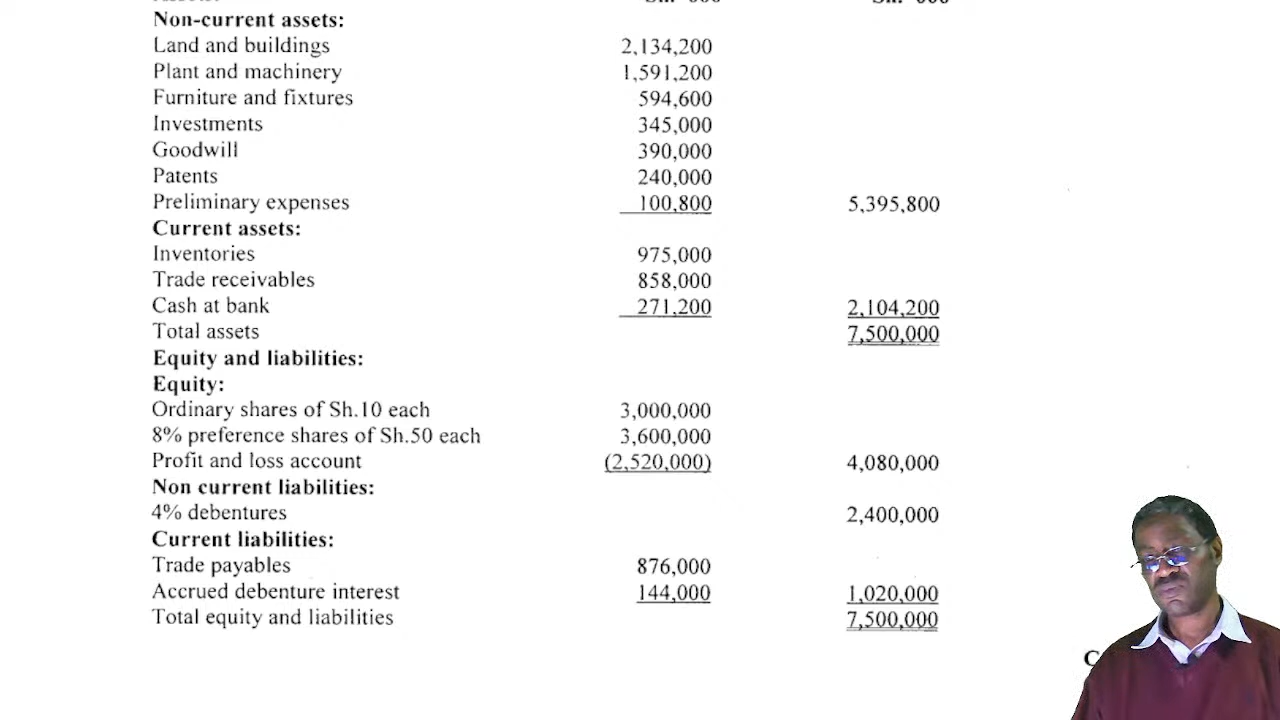 Non-current assets:
Land and buildings 2,134,200
Plant and machinery 1,591,200
Furniture and fixtures 594,600
Investments 345,000
Goodwill 390,000
Patents 240,000
Preliminary expenses 100,800 5,395,800
Current assets:
Inventories 975,000
Trade receivables 858,000
Cash at bank 271,200 2,104,200
Total assets 7,500,000
Equity and liabilities:
Equity:
Ordinary shares of Sh.10 each 3,000,000
8% preference shares of Sh.50 each 3,600,000
Profit and loss account (2,520,000) 4,080,000
Non current liabilities:
4% debentures 2,400,000
Current liabilities:
Trade payables 876,000
Accrued debenture interest 144,000 1,020,000
Total equity and liabilities 7,500,000